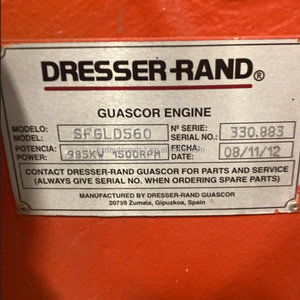 DRESSER-RAND®
GUASCOR ENGINE
MODELO:
MODEL: SFGLD560 Nº SERIE:
SERIAL NO.: 330.883
POTENCIA:
POWER: 985KW 1500RPM FECHA:
DATE: 08/11/12
CONTACT DRESSER-RAND GUASCOR FOR PARTS AND SERVICE
(ALWAYS GIVE SERIAL NO. WHEN ORDERING SPARE PARTS)
MANUFACTURED BY DRESSER-RAND GUASCOR
20759 Zumaia, Gipuzkoa, Spain